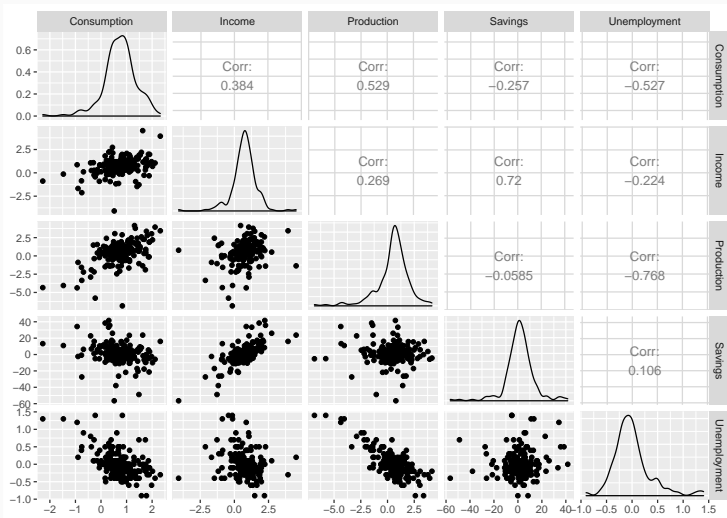 Consumption Income Production Savings Unemployment
0.6
0.4
0.2
0.0
Corr:
0.384
Corr:
0.529
Corr:
−0.257
Corr:
−0.527
Consumption
2.5
0.0
−2.5
Corr:
0.269
Corr:
0.72
Corr:
−0.224
Income
2.5
0.0
−2.5
−5.0
Corr:
−0.0585
Corr:
−0.768
Production
40
20
0
−20
−40
−60
Corr:
0.106
Savings
1.5
1.0
0.5
0.0
−0.5
−1.0
Unemployment
−2 −1 0 1 2 −2.5 0.0 2.5 −5.0 −2.5 0.0 2.5 −60 −40 −20 0 20 40 −1.0 −0.5 0.0 0.5 1.0 1.5